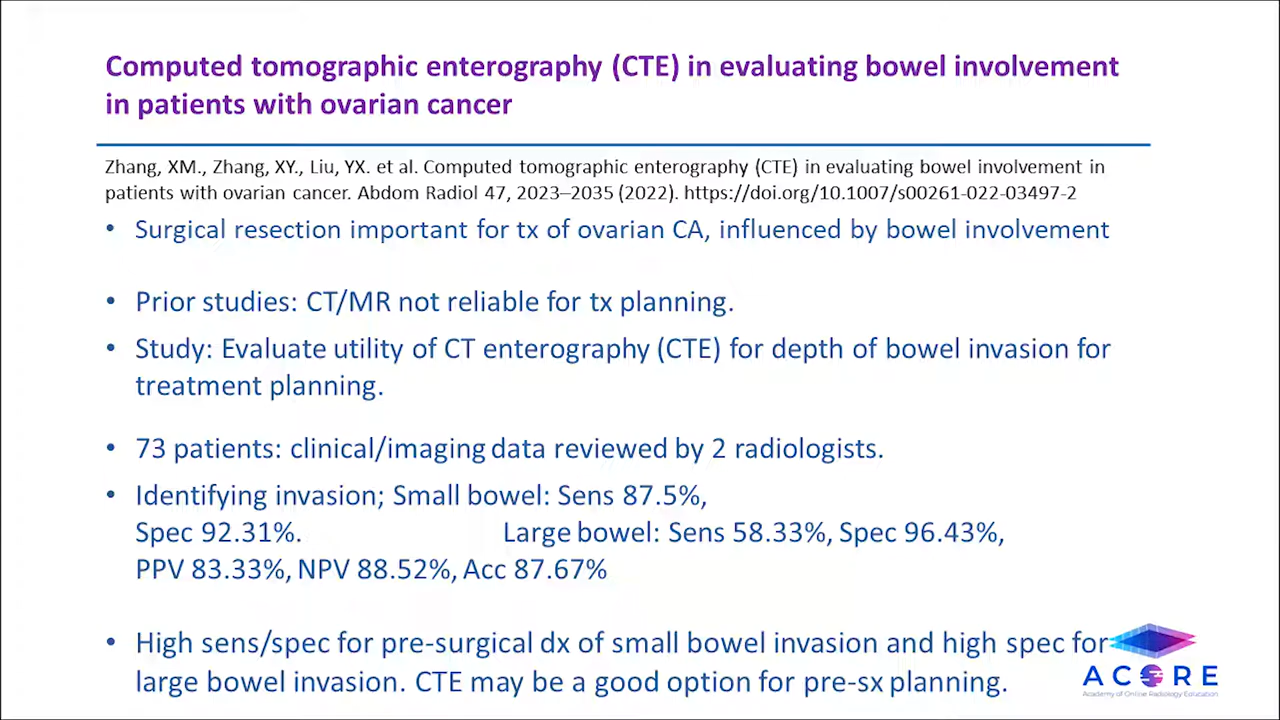 Computed tomographic enterography (CTE) in evaluating bowel involvement
in patients with ovarian cancer
Zhang, XM., Zhang, XY., Liu, YX. et al. Computed tomographic enterography (CTE) in evaluating bowel involvement in
patients with ovarian cancer. Abdom Radiol 47, 2023–2035 (2022). https://doi.org/10.1007/s00261-022-03497-2
• Surgical resection important for tx of ovarian CA, influenced by bowel involvement
• Prior studies: CT/MR not reliable for tx planning.
• Study: Evaluate utility of CT enterography (CTE) for depth of bowel invasion for
treatment planning.
• 73 patients: clinical/imaging data reviewed by 2 radiologists.
• Identifying invasion; Small bowel: Sens 87.5%,
Spec 92.31%. Large bowel: Sens 58.33%, Spec 96.43%,
PPV 83.33%, NPV 88.52%, Acc 87.67%
• High sens/spec for pre-surgical dx of small bowel invasion and high spec for
large bowel invasion. CTE may be a good option for pre-sx planning.
ACORE
Academy of Online Radiology Education